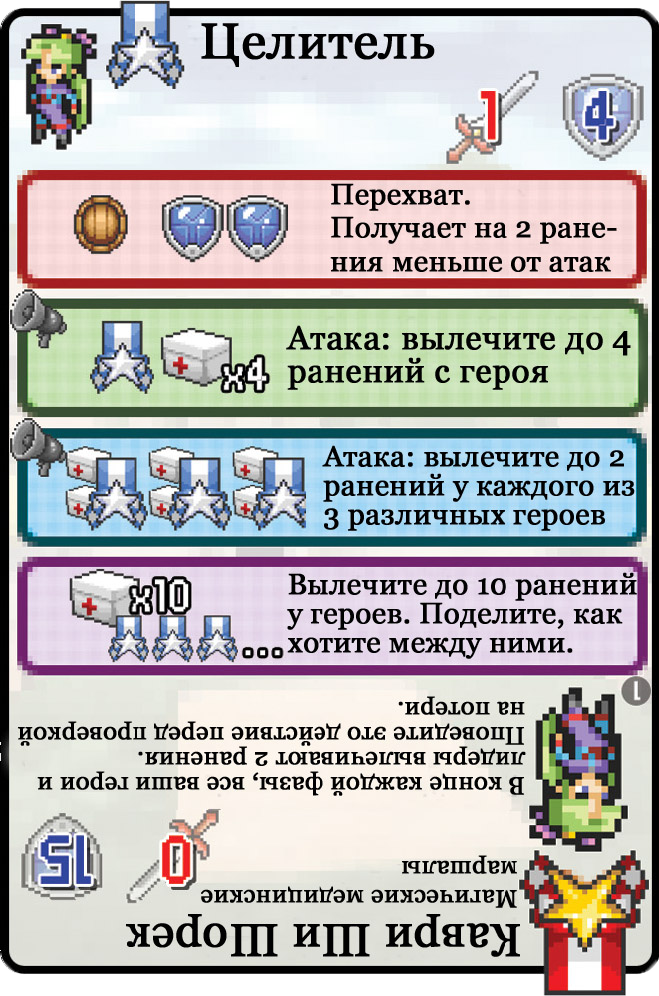 Целитель
1
4
Перехват.
Получает на 2 ране-
ния меньше от атак
x4
Атака: вылечите до 4
ранений с героя
Атака: вылечите до 2
ранений у каждого из
3 различных героев
x10
...
Вылечите до 10 ранений
у героев. Поделите, как
хотите между ними.
Каври Ши Шорек
Магические медицинские
маршалы
0
15
В конце каждой фазы, все ваши герои и
лидеры вылечивают 2 ранения.
Пповедите это действие перед проверкой
на потери.
1